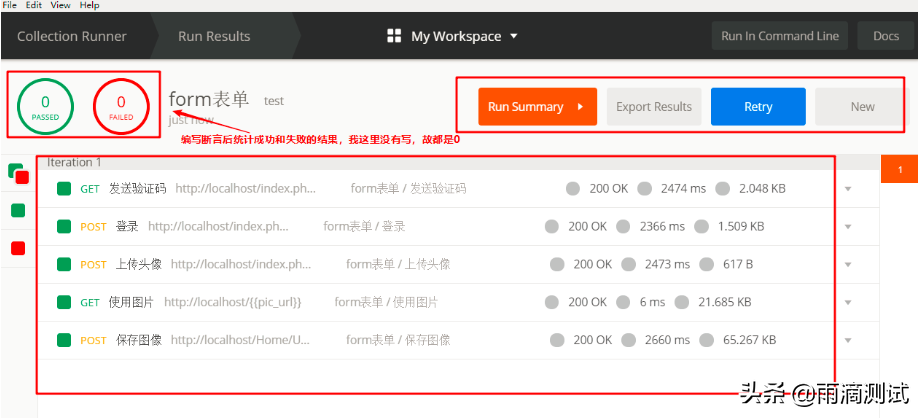 File Edit View Help
Collection Runner Run Results My Workspace Run In Command Line Docs
0 PASSED 0 FAILED form表单 test Run Summary Export Results Retry New
just now
编写断言后统计成功和失败的结果，我这里没有写，故都是0
Iteration 1 1
GET 发送验证码 http://localhost/index.ph... form表单 / 发送验证码 200 OK 2474 ms 2.048 KB
POST 登录 http://localhost/index.ph... form表单 / 登录 200 OK 2366 ms 1.509 KB
POST 上传头像 http://localhost/index.ph... form表单 / 上传头像 200 OK 2473 ms 617 B
GET 使用图片 http://localhost/{{pic_url}} form表单 / 使用图片 200 OK 6 ms 21.685 KB
POST 保存图像 http://localhost/Home/U... form表单 / 保存图像 200 OK 2660 ms 65.267 KB
头条 @雨滴测试